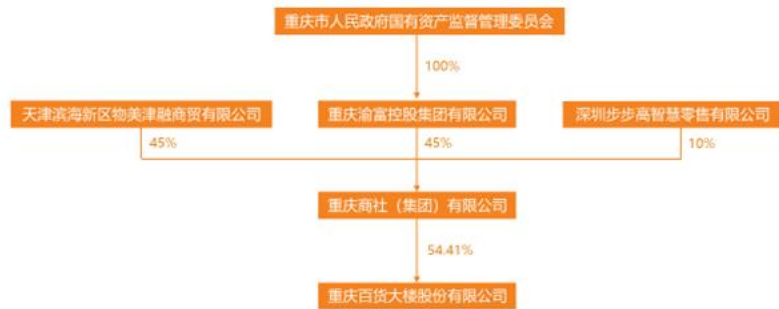 重庆市人民政府国有资产监督管理委员会
100%
天津滨海新区物美津融商贸有限公司
重庆渝富控股集团有限公司
深圳步步高智慧零售有限公司
45%
45%
10%
重庆商社（集团）有限公司
54.41%
重庆百货大楼股份有限公司